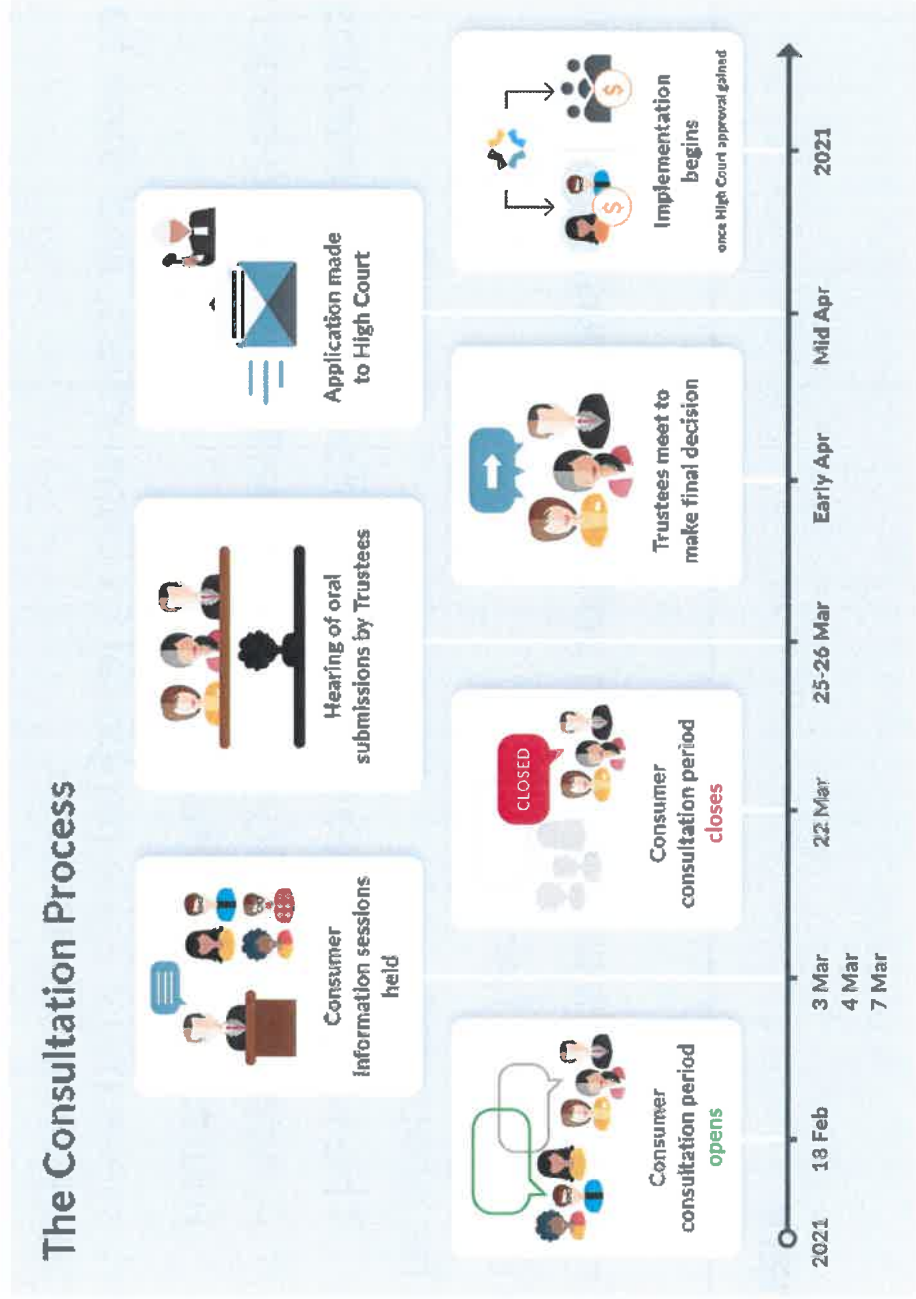 The Consultation Process
Consumer
information sessions
held
Hearing of oral
submissions by Trustees
Application made
to High Court
Consumer
consultation period
opens
CLOSED
Consumer
consultation period
closes
Trustees meet to
make final decision
$
$
Implementation
begins
once High Court approval gained
2021
18 Feb
3 Mar
4 Mar
7 Mar
22 Mar
25-26 Mar
Early Apr
Mid Apr
2021